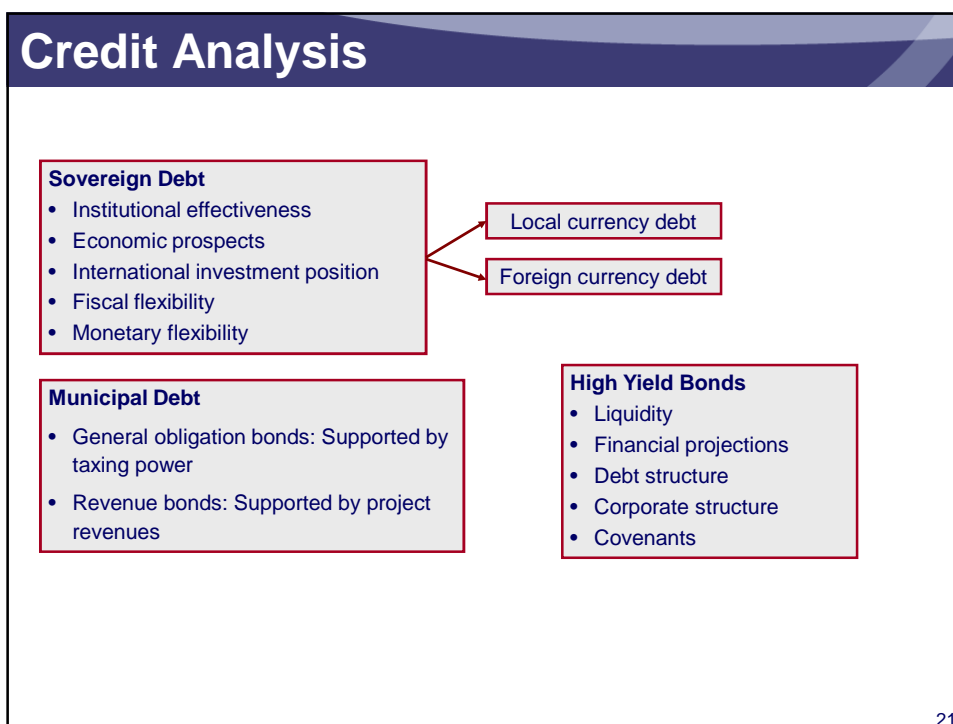 Credit Analysis
Sovereign Debt
• Institutional effectiveness
• Economic prospects
• International investment position
• Fiscal flexibility
• Monetary flexibility
Local currency debt
Foreign currency debt
Municipal Debt
• General obligation bonds: Supported by
taxing power
• Revenue bonds: Supported by project
revenues
High Yield Bonds
• Liquidity
• Financial projections
• Debt structure
• Corporate structure
• Covenants
21